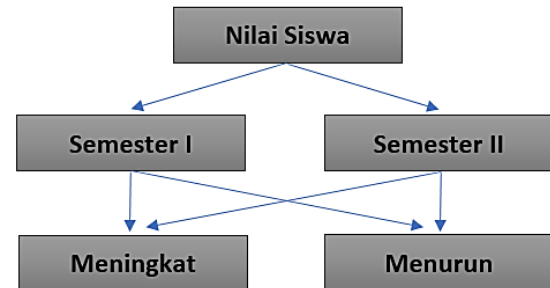 Nilai Siswa
Semester I
Semester II
Meningkat
Menurun